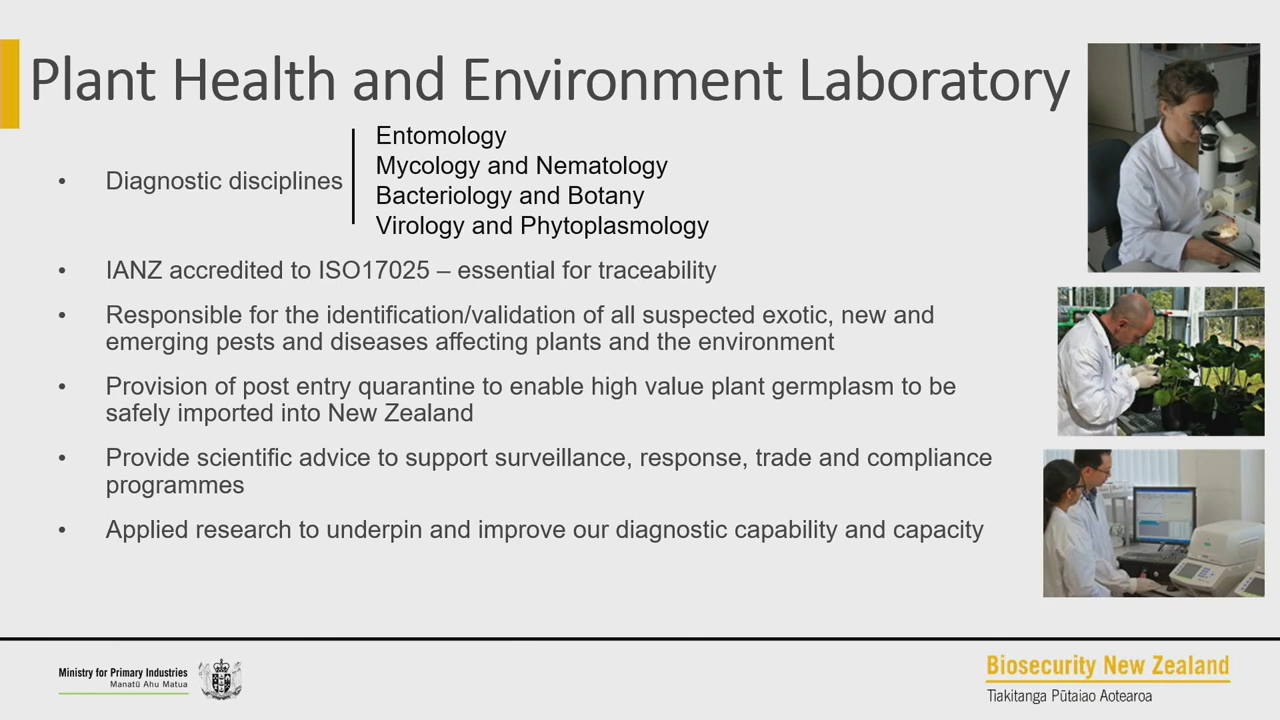 Plant Health and Environment Laboratory
• Diagnostic disciplines
Entomology
Mycology and Nematology
Bacteriology and Botany
Virology and Phytoplasmology
• IANZ accredited to ISO17025 – essential for traceability
• Responsible for the identification/validation of all suspected exotic, new and
emerging pests and diseases affecting plants and the environment
• Provision of post entry quarantine to enable high value plant germplasm to be
safely imported into New Zealand
• Provide scientific advice to support surveillance, response, trade and compliance
programmes
• Applied research to underpin and improve our diagnostic capability and capacity
Ministry for Primary Industries
Manatū Ahu Matua
Biosecurity New Zealand
Tiakitanga Pūtaiao Aotearoa